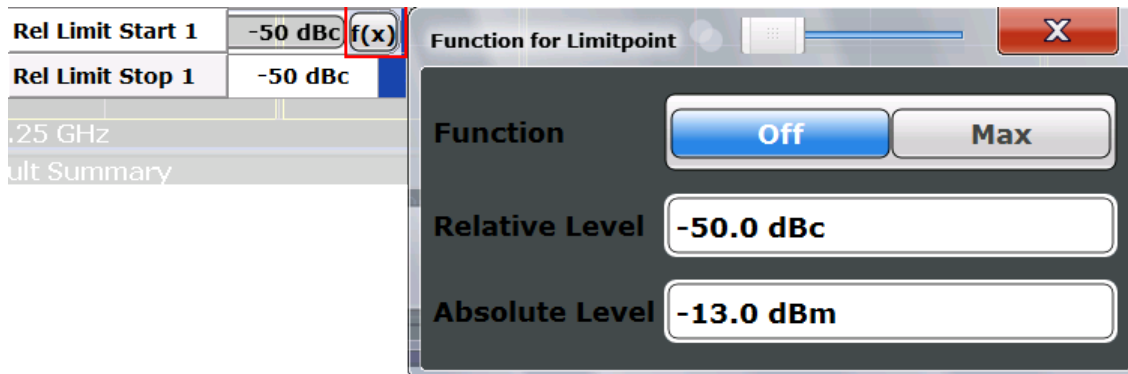 Rel Limit Start 1 -50 dBc f(x)
Rel Limit Stop 1 -50 dBc
.25 GHz
ult Summary
Function for Limitpoint X
Function Off Max
Relative Level -50.0 dBc
Absolute Level -13.0 dBm